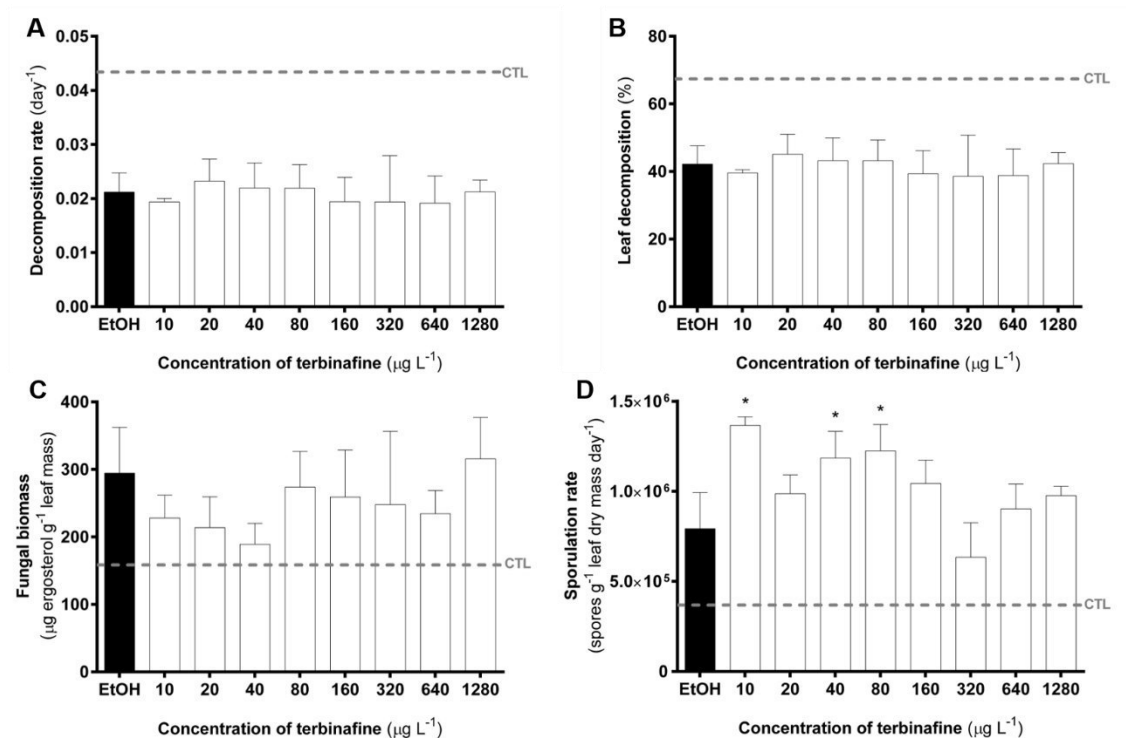 A
Decomposition rate (day⁻¹)
0.05
0.04
0.03
0.02
0.01
0.00
CTL
EtOH 10 20 40 80 160 320 640 1280
Concentration of terbinafine (µg L⁻¹)
B
Leaf decomposition (%)
80
60
40
20
0
CTL
EtOH 10 20 40 80 160 320 640 1280
Concentration of terbinafine (µg L⁻¹)
C
Fungal biomass
(µg ergosterol g⁻¹ leaf mass)
400
300
200
100
0
CTL
EtOH 10 20 40 80 160 320 640 1280
Concentration of terbinafine (µg L⁻¹)
D
Sporulation rate
(spores g⁻¹ leaf dry mass day⁻¹)
1.5×10⁶
1.0×10⁶
5.0×10⁵
0
* * *
CTL
EtOH 10 20 40 80 160 320 640 1280
Concentration of terbinafine (µg L⁻¹)